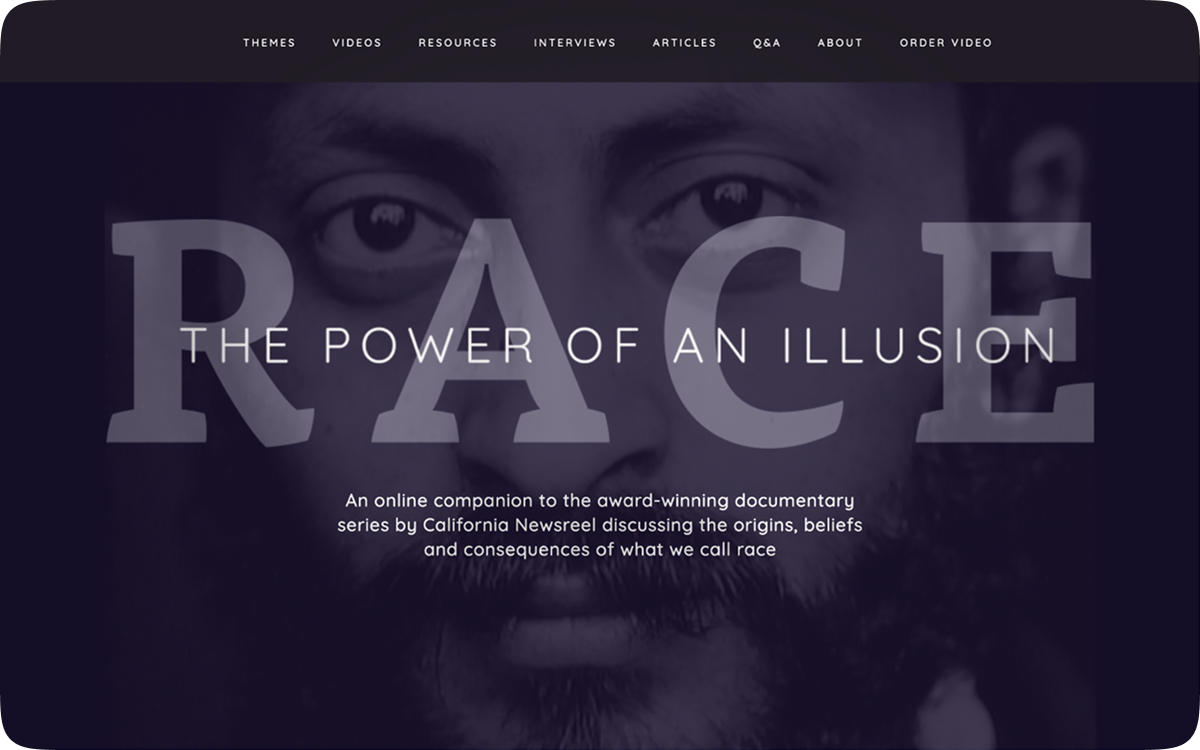 THEMES VIDEOS RESOURCES INTERVIEWS ARTICLES Q&A ABOUT ORDER VIDEO
RACE
THE POWER OF AN ILLUSION
An online companion to the award-winning documentary
series by California Newsreel discussing the origins, beliefs
and consequences of what we call race